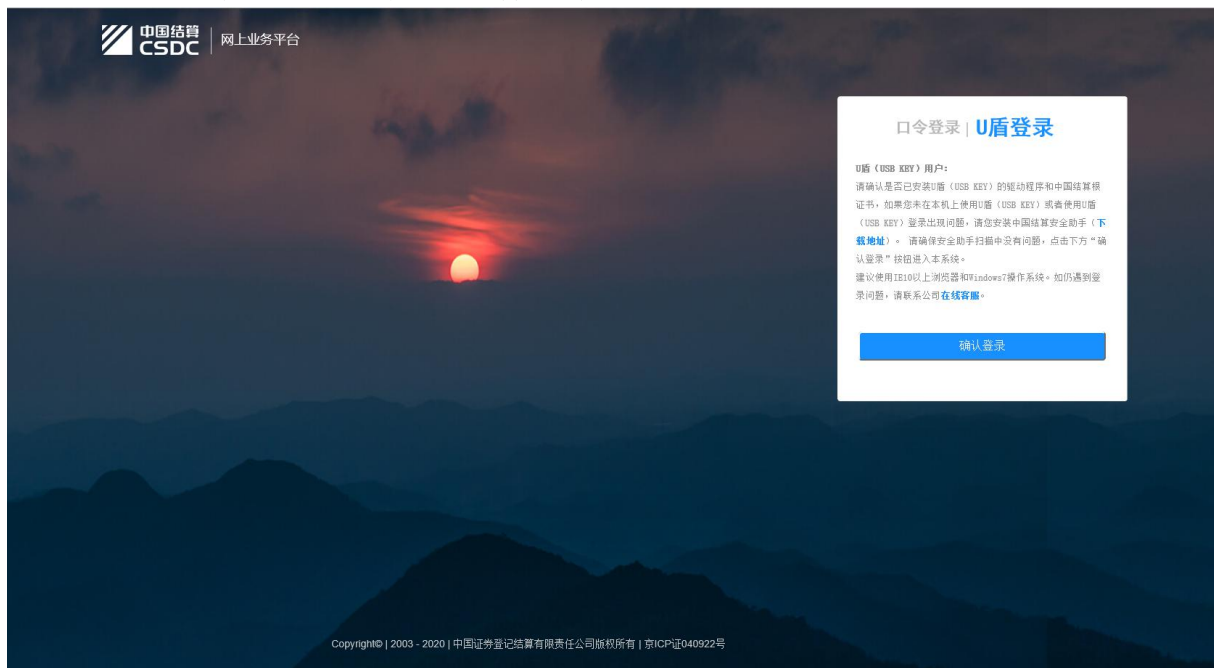 中国结算
CSDC
网上业务平台
口令登录 | U盾登录
U盾（USB KEY）用户：
请确认是否已安装U盾（USB KEY）的驱动程序和中国结算根
证书，如果您未在本机上使用U盾（USB KEY）或者使用U盾
（USB KEY）登录出现问题，请您安装中国结算安全助手（下
载地址）。 请确保安全助手扫描中没有问题，点击下方“确
认登录”按钮进入本系统。
建议使用IE10以上浏览器和Windows7操作系统。如仍遇到登
录问题，请联系公司在线客服。
确认登录
Copyright© | 2003 - 2020 | 中国证券登记结算有限责任公司版权所有 | 京ICP证040922号